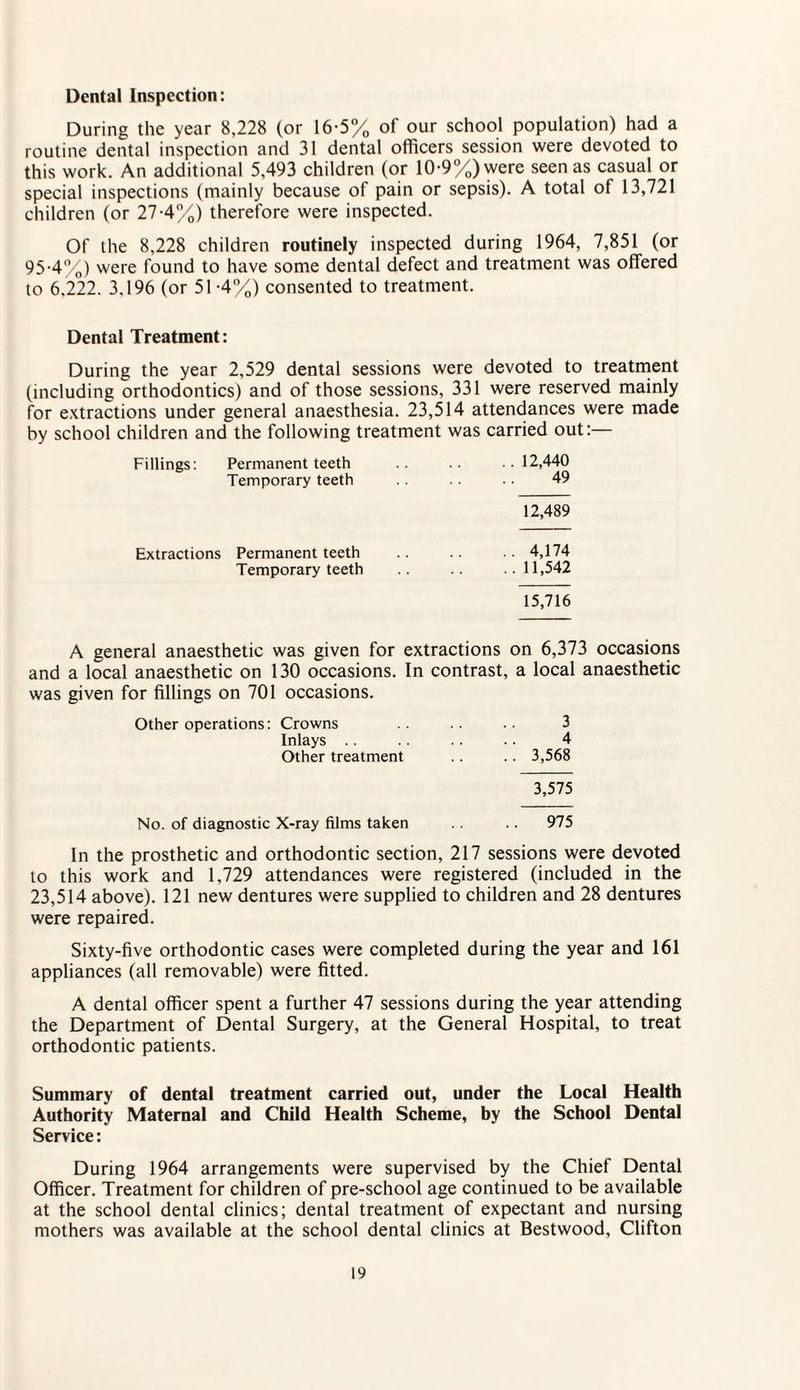 Dental Inspection:
During the year 8,228 (or 16·5% of our school population) had a
routine dental inspection and 31 dental officers session were devoted to
this work. An additional 5,493 children (or 10·9%) were seen as casual or
special inspections (mainly because of pain or sepsis). A total of 13,721
children (or 27·4%) therefore were inspected.
Of the 8,228 children routinely inspected during 1964, 7,851 (or
95·4%) were found to have some dental defect and treatment was offered
to 6,222. 3,196 (or 51·4%) consented to treatment.
Dental Treatment:
During the year 2,529 dental sessions were devoted to treatment
(including orthodontics) and of those sessions, 331 were reserved mainly
for extractions under general anaesthesia. 23,514 attendances were made
by school children and the following treatment was carried out:—
Fillings: Permanent teeth .. .. .. 12,440
Temporary teeth .. .. .. 49
12,489
Extractions Permanent teeth .. .. .. 4,174
Temporary teeth .. .. .. 11,542
15,716
A general anaesthetic was given for extractions on 6,373 occasions
and a local anaesthetic on 130 occasions. In contrast, a local anaesthetic
was given for fillings on 701 occasions.
Other operations: Crowns .. .. .. 3
Inlays .. .. .. .. 4
Other treatment .. .. 3,568
3,575
No. of diagnostic X-ray films taken .. .. 975
In the prosthetic and orthodontic section, 217 sessions were devoted
to this work and 1,729 attendances were registered (included in the
23,514 above). 121 new dentures were supplied to children and 28 dentures
were repaired.
Sixty-five orthodontic cases were completed during the year and 161
appliances (all removable) were fitted.
A dental officer spent a further 47 sessions during the year attending
the Department of Dental Surgery, at the General Hospital, to treat
orthodontic patients.
Summary of dental treatment carried out, under the Local Health
Authority Maternal and Child Health Scheme, by the School Dental
Service:
During 1964 arrangements were supervised by the Chief Dental
Officer. Treatment for children of pre-school age continued to be available
at the school dental clinics; dental treatment of expectant and nursing
mothers was available at the school dental clinics at Bestwood, Clifton
19